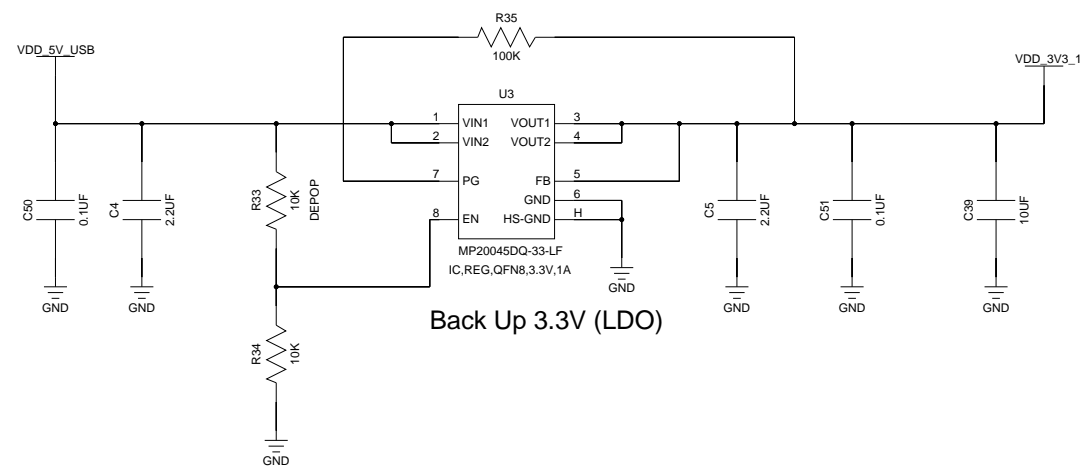 R35
100K
VDD_5V_USB
VDD_3V3_1
U3
1 VIN1 VOUT1 3
2 VIN2 VOUT2 4
7 PG FB 5
GND 6
8 EN HS-GND H
MP20045DQ-33-LF
IC,REG,QFN8,3.3V,1A
C50
0.1UF
C4
2.2UF
R33
10K
DEPOP
C5
2.2UF
C51
0.1UF
C39
10UF
GND
GND
GND
GND
GND
GND
Back Up 3.3V (LDO)
R34
10K
GND